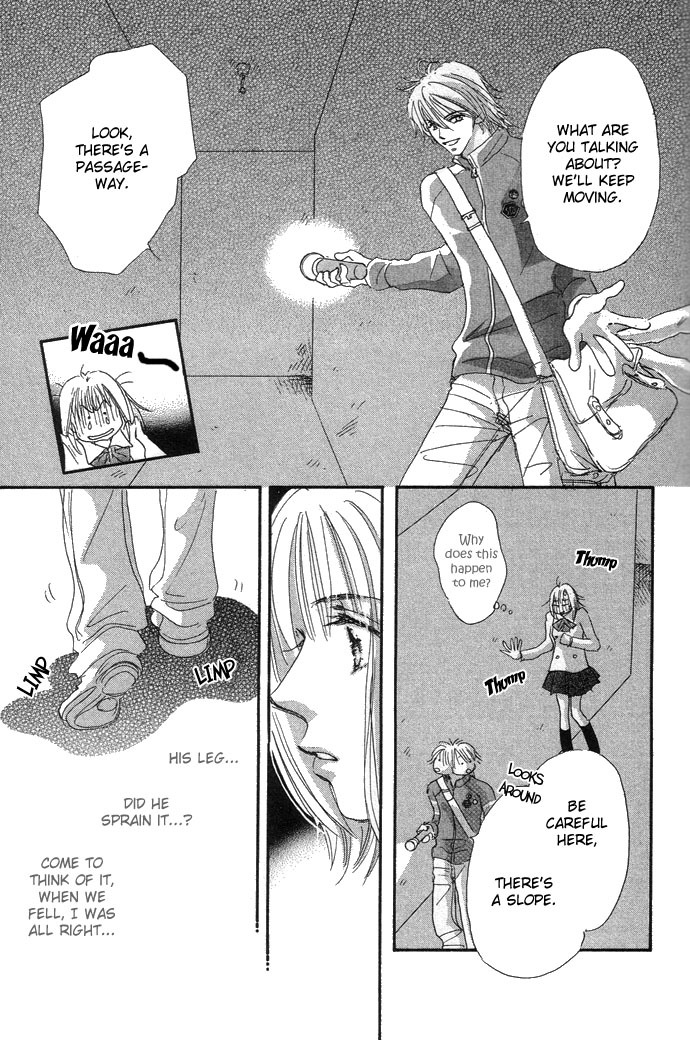 WHAT ARE
YOU TALKING
ABOUT?
WE'LL KEEP
MOVING.
LOOK,
THERE'S A
PASSAGE-
WAY.
Waaa
Why
does this
happen
to me?
Thump
Thump
LOOKS
AROUND
BE
CAREFUL
HERE,
THERE'S
A SLOPE.
LIMP
LIMP
HIS LEG...
DID HE
SPRAIN IT...?
COME TO
THINK OF IT,
WHEN WE
FELL, I WAS
ALL RIGHT...